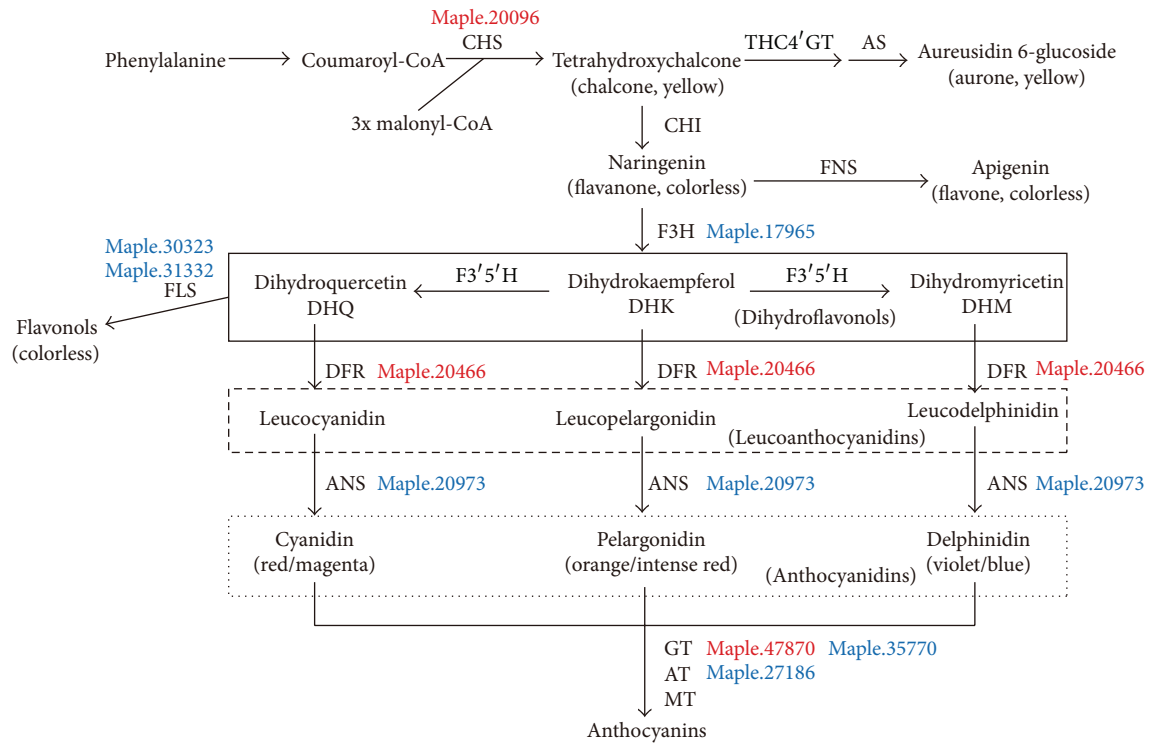 Maple.20096
Phenylalanine
Coumaroyl-CoA
CHS
3x malonyl-CoA
Tetrahydroxychalcone
(chalcone, yellow)
THC4′GT
AS
Aureusidin 6-glucoside
(aurone, yellow)
CHI
Naringenin
(flavanone, colorless)
FNS
Apigenin
(flavone, colorless)
F3H Maple.17965
Maple.30323
Maple.31332
FLS
Flavonols
(colorless)
Dihydroquercetin
DHQ
F3′5′H
Dihydrokaempferol
DHK
F3′5′H
(Dihydroflavonols)
Dihydromyricetin
DHM
DFR Maple.20466
DFR Maple.20466
DFR Maple.20466
Leucocyanidin
Leucopelargonidin
(Leucoanthocyanidins)
Leucodelphinidin
ANS Maple.20973
ANS Maple.20973
ANS Maple.20973
Cyanidin
(red/magenta)
Pelargonidin
(orange/intense red)
(Anthocyanidins)
Delphinidin
(violet/blue)
GT Maple.47870 Maple.35770
AT Maple.27186
MT
Anthocyanins